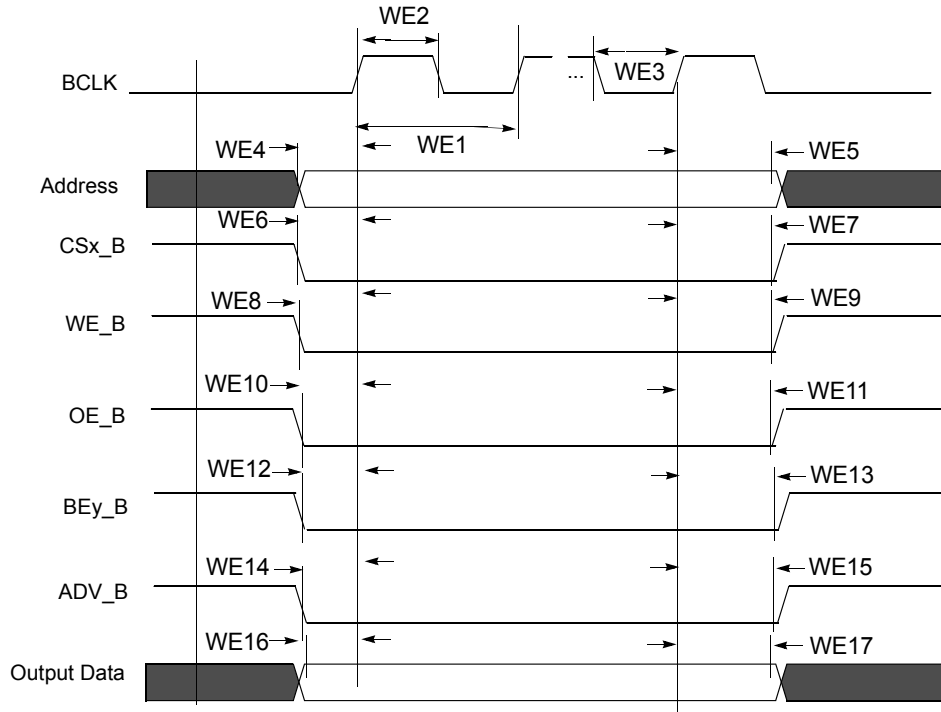 WE2
BCLK
...
WE3
WE1
WE4
WE5
Address
WE6
WE7
CSx_B
WE8
WE9
WE_B
WE10
WE11
OE_B
WE12
WE13
BEy_B
WE14
WE15
ADV_B
WE16
WE17
Output Data